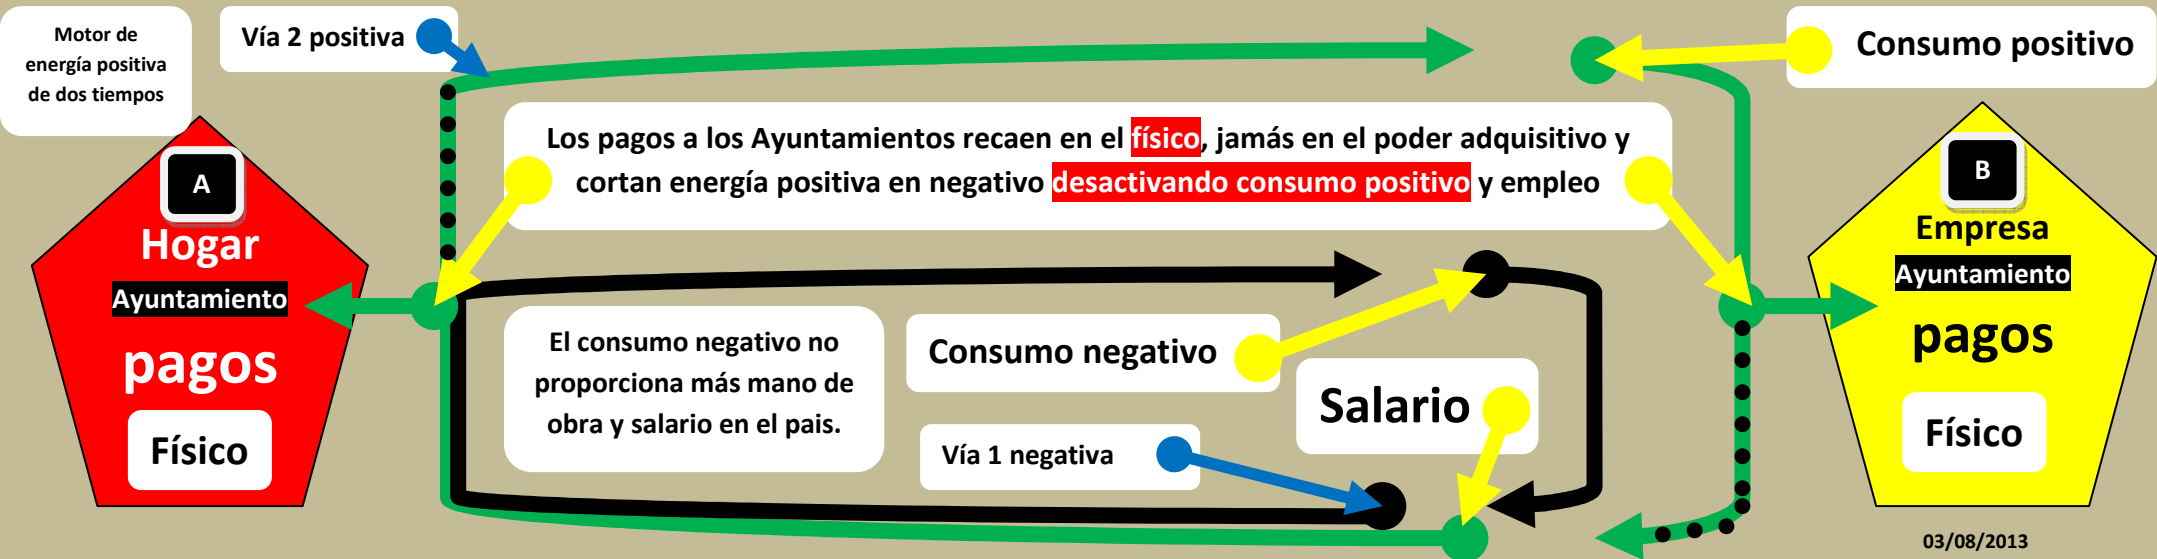 Motor de
energía positiva
de dos tiempos
Vía 2 positiva
Consumo positivo
Los pagos a los Ayuntamientos recaen en el físico, jamás en el poder adquisitivo y
cortan energía positiva en negativo desactivando consumo positivo y empleo
A
Hogar
Ayuntamiento
pagos
Físico
El consumo negativo no
proporciona más mano de
obra y salario en el pais.
Consumo negativo
Salario
Vía 1 negativa
B
Empresa
Ayuntamiento
pagos
Físico
03/08/2013